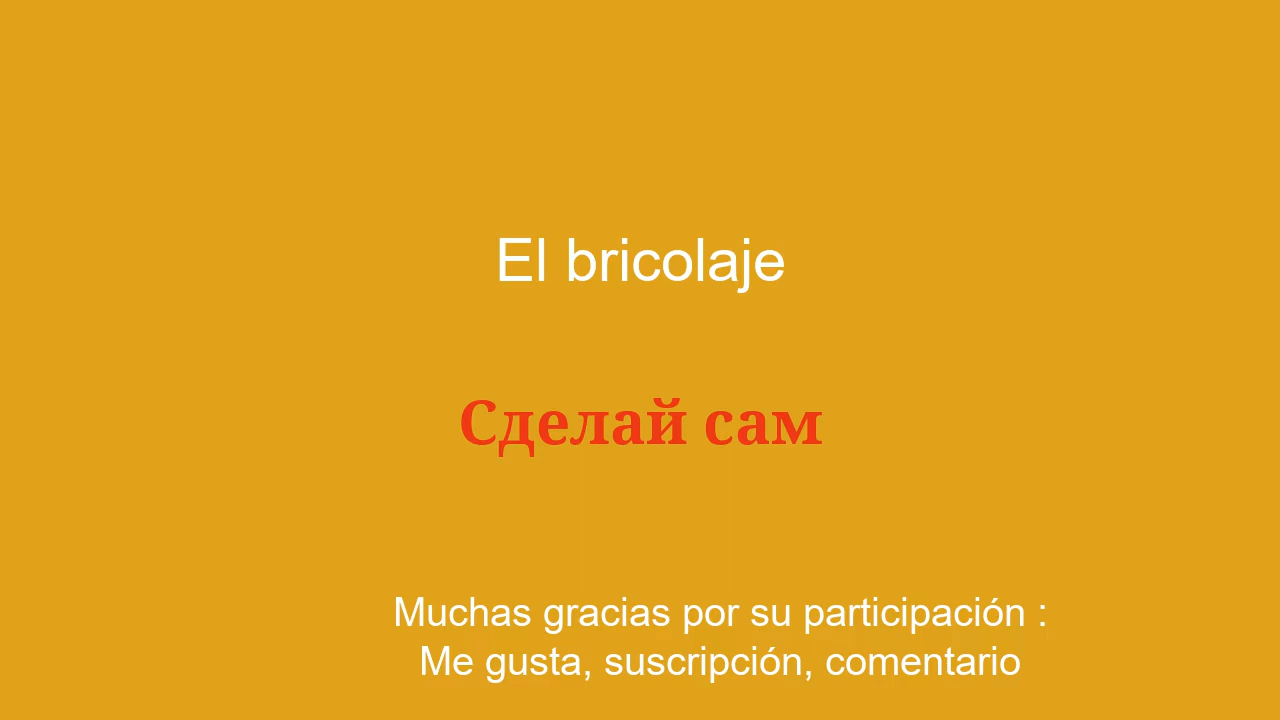 El bricolaje
Сделай сам
Muchas gracias por su participación :
Me gusta, suscripción, comentario